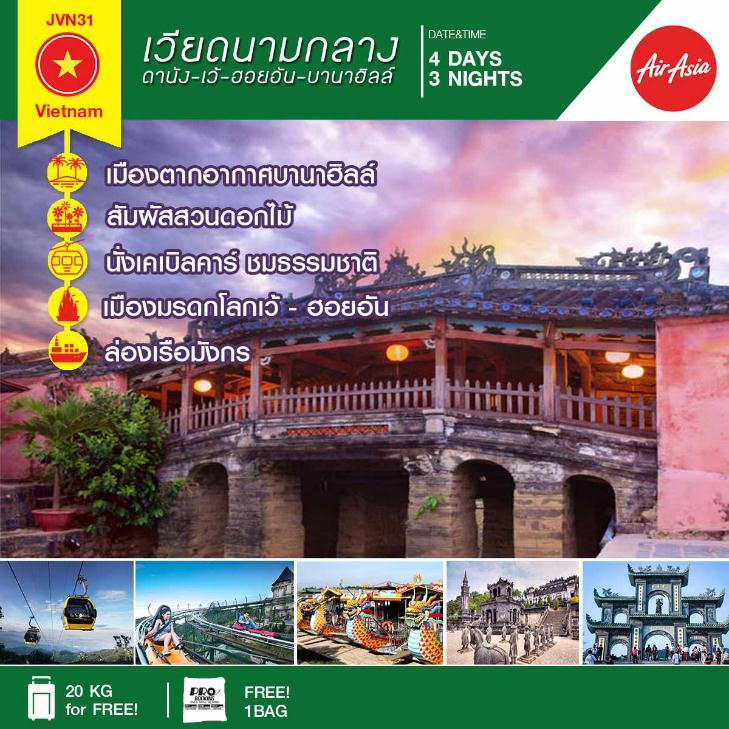 JVN31
Vietnam
เวียดนามกลาง
ดานัง-เว้-ฮอยอัน-บานาฮิลล์
DATE&TIME
4 DAYS
3 NIGHTS
AirAsia
เมืองตากอากาศบานาฮิลล์
สัมผัสสวนดอกไม้
นั่งเคเบิลคาร์ ชมธรรมชาติ
เมืองมรดกโลกเว้ - ฮอยอัน
ล่องเรือมังกร
20 KG
for FREE!
PRO
BOOKING
FREE!
1BAG